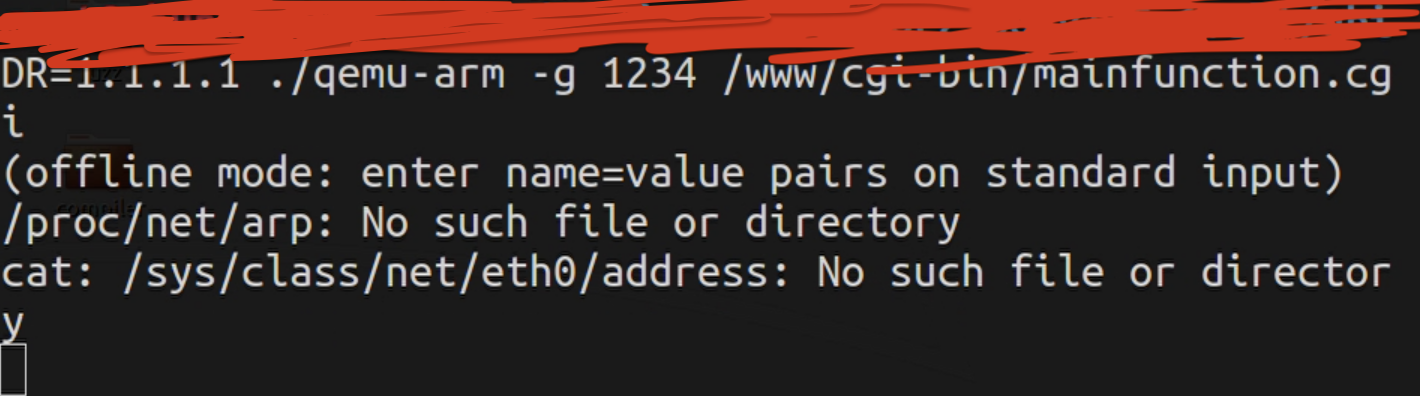 DR=1.1.1.1 ./qemu-arm -g 1234 /www/cgi-bin/mainfunction.cg
i
(offline mode: enter name=value pairs on standard input)
/proc/net/arp: No such file or directory
cat: /sys/class/net/eth0/address: No such file or director
y